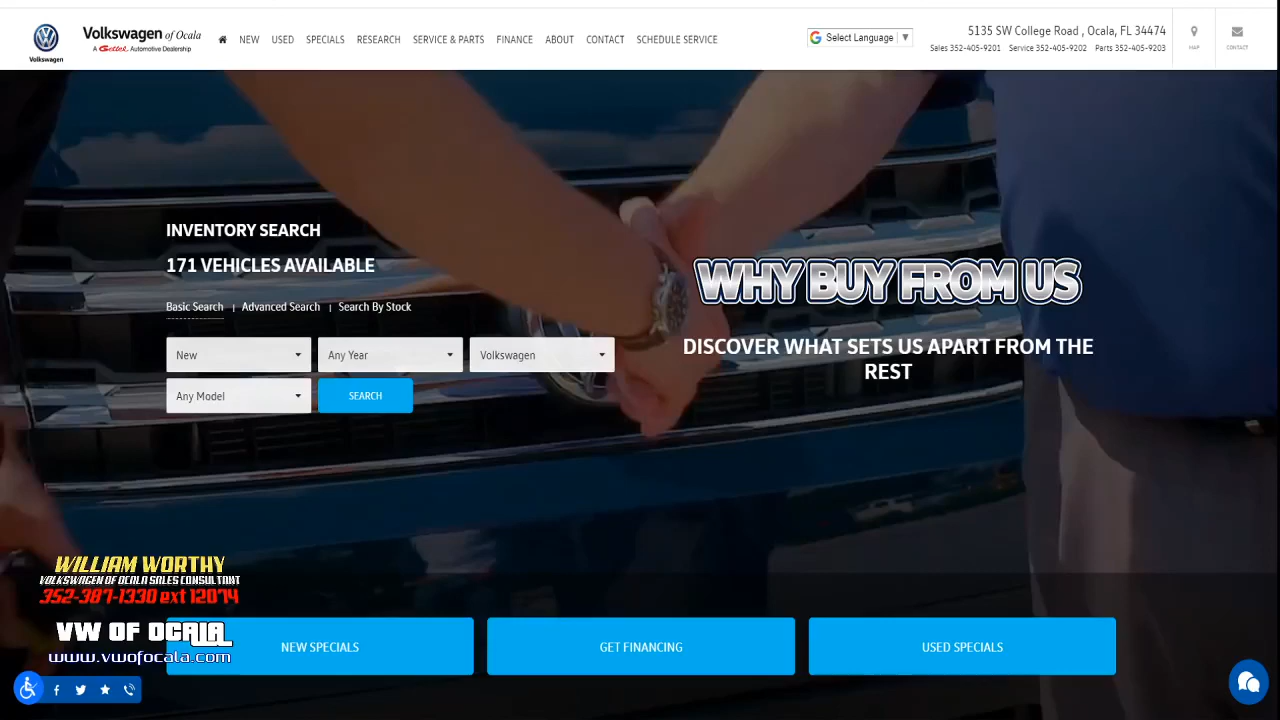 Volkswagen
Volkswagen of Ocala
A Gettel Automotive Dealership
NEW
USED
SPECIALS
RESEARCH
SERVICE & PARTS
FINANCE
ABOUT
CONTACT
SCHEDULE SERVICE
Select Language ▼
5135 SW College Road , Ocala, FL 34474
Sales 352-405-9201 Service 352-405-9202 Parts 352-405-9203
MAP
CONTACT
INVENTORY SEARCH
171 VEHICLES AVAILABLE
Basic Search | Advanced Search | Search By Stock
New
Any Year
Volkswagen
Any Model
SEARCH
WHY BUY FROM US
DISCOVER WHAT SETS US APART FROM THE
REST
WILLIAM WORTHY
VOLKSWAGEN OF OCALA SALES CONSULTANT
352-387-1330 ext 12074
VW OF OCALA
www.vwofocala.com
NEW SPECIALS
GET FINANCING
USED SPECIALS